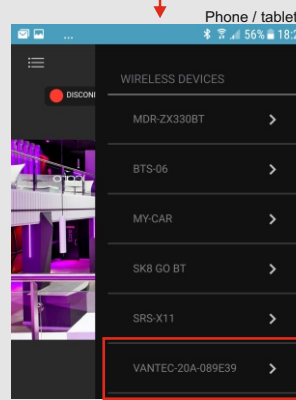 Phone / tablet
... 56% 18:2
WIRELESS DEVICES
DISCONI
MDR-ZX330BT
BTS-06
MY-CAR
SK8 GO BT
SRS-X11
VANTEC-20A-089E39